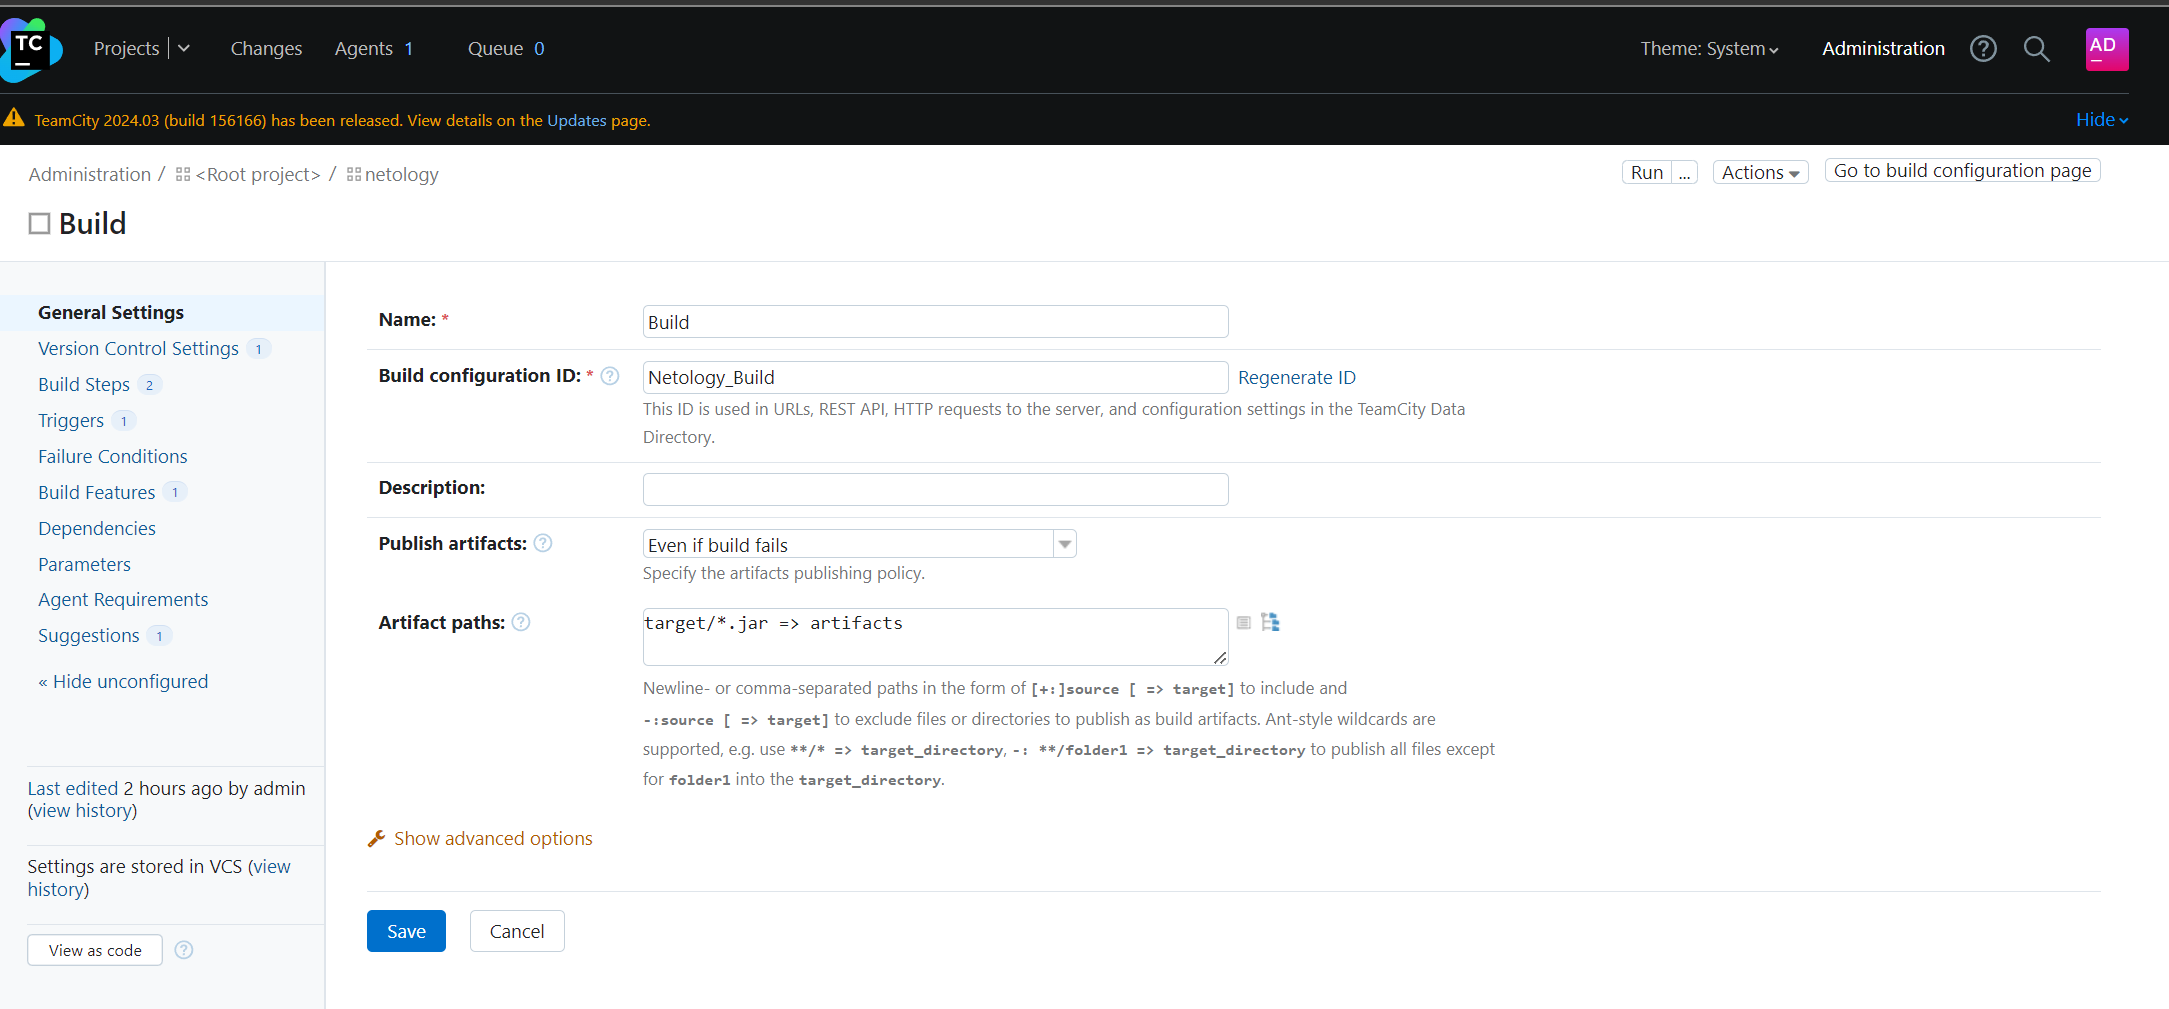 TC
Projects
Changes
Agents 1
Queue 0
Theme: System
Administration
AD
TeamCity 2024.03 (build 156166) has been released. View details on the Updates page.
Hide
Administration / <Root project> / netology
Run ...
Actions
Go to build configuration page
Build
General Settings
Version Control Settings 1
Build Steps 2
Triggers 1
Failure Conditions
Build Features 1
Dependencies
Parameters
Agent Requirements
Suggestions 1
« Hide unconfigured
Last edited 2 hours ago by admin
(view history)
Settings are stored in VCS (view
history)
View as code ?
Name: *
Build
Build configuration ID: * ?
Netology_Build
Regenerate ID
This ID is used in URLs, REST API, HTTP requests to the server, and configuration settings in the TeamCity Data
Directory.
Description:
Publish artifacts: ?
Even if build fails
Specify the artifacts publishing policy.
Artifact paths: ?
target/*.jar => artifacts
Newline- or comma-separated paths in the form of [+:]source [ => target] to include and
-:source [ => target] to exclude files or directories to publish as build artifacts. Ant-style wildcards are
supported, e.g. use **/* => target_directory, -: **/folder1 => target_directory to publish all files except
for folder1 into the target_directory.
Show advanced options
Save
Cancel